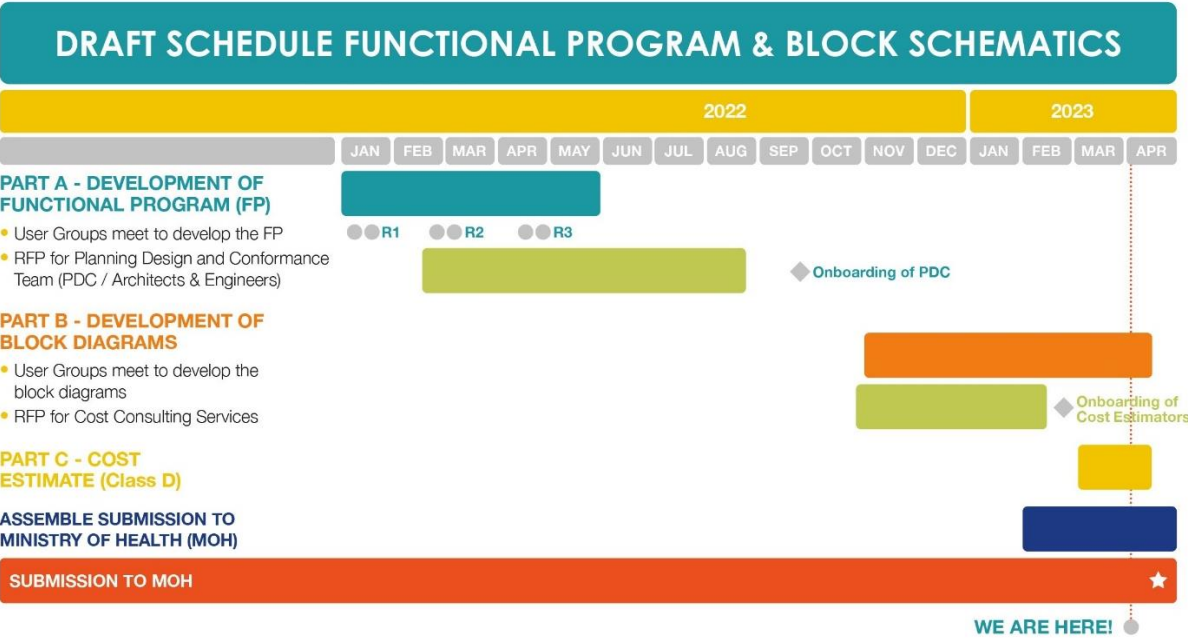 DRAFT SCHEDULE FUNCTIONAL PROGRAM & BLOCK SCHEMATICS
2022 2023
JAN FEB MAR APR MAY JUN JUL AUG SEP OCT NOV DEC JAN FEB MAR APR
PART A - DEVELOPMENT OF
FUNCTIONAL PROGRAM (FP)
• User Groups meet to develop the FP
R1 R2 R3
• RFP for Planning Design and Conformance
Team (PDC / Architects & Engineers)
Onboarding of PDC
PART B - DEVELOPMENT OF
BLOCK DIAGRAMS
• User Groups meet to develop the
block diagrams
• RFP for Cost Consulting Services
Onboarding of
Cost Estimators
PART C - COST
ESTIMATE (Class D)
ASSEMBLE SUBMISSION TO
MINISTRY OF HEALTH (MOH)
SUBMISSION TO MOH
WE ARE HERE!